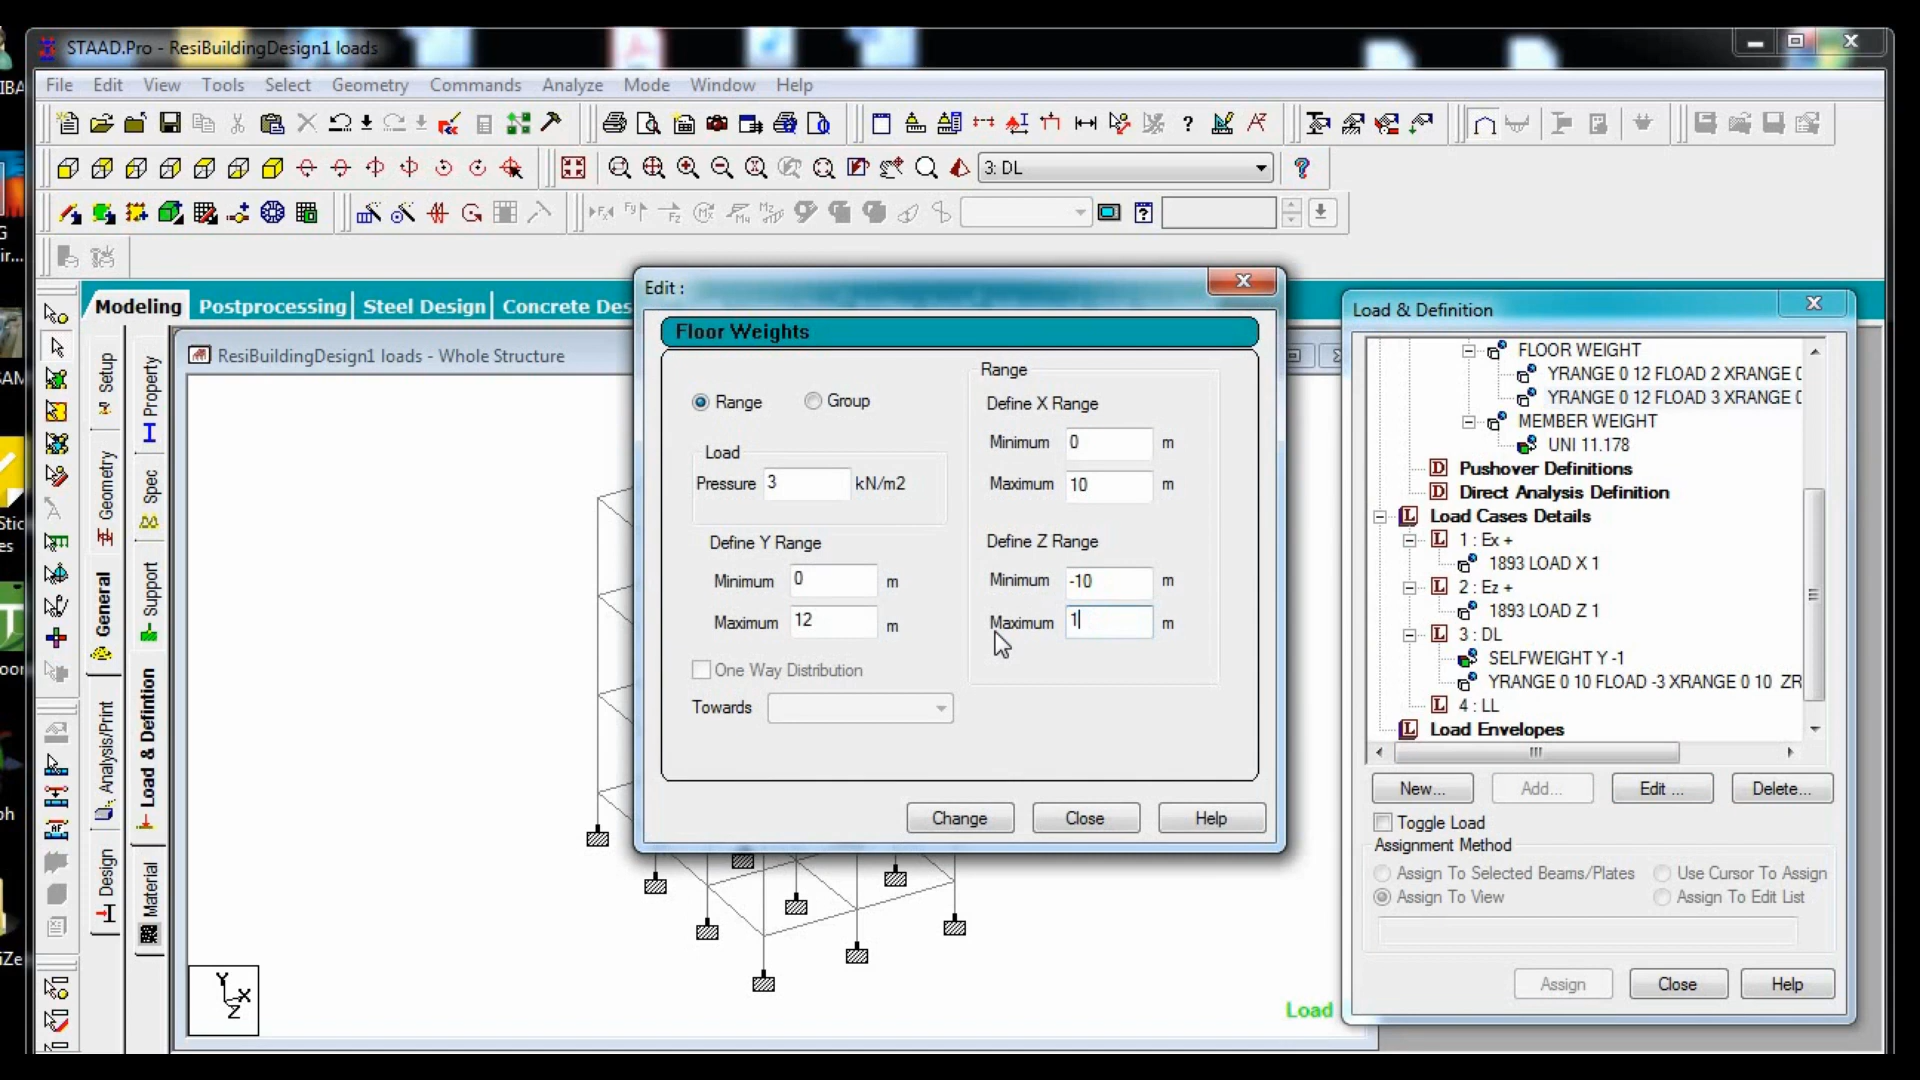 STAAD.Pro - ResiBuildingDesign1 loads
File Edit View Tools Select Geometry Commands Analyze Mode Window Help
3: DL
Modeling Postprocessing Steel Design Concrete Des
Edit :
Load & Definition
ResiBuildingDesign1 loads - Whole Structure
Setup
Geometry
General
Analysis/Print
Design
Property
Spec
Support
Load & Definition
Material
Floor Weights
Range Group
Load
Pressure 3 kN/m2
Define Y Range
Minimum 0 m
Maximum 12 m
One Way Distribution
Towards
Range
Define X Range
Minimum 0 m
Maximum 10 m
Define Z Range
Minimum -10 m
Maximum 1 m
Change Close Help
FLOOR WEIGHT
YRANGE 0 12 FLOAD 2 XRANGE 0
YRANGE 0 12 FLOAD 3 XRANGE 0
MEMBER WEIGHT
UNI 11.178
Pushover Definitions
Direct Analysis Definition
Load Cases Details
1 : Ex +
1893 LOAD X 1
2 : Ez +
1893 LOAD Z 1
3 : DL
SELFWEIGHT Y -1
YRANGE 0 10 FLOAD -3 XRANGE 0 10 ZR
4 : LL
Load Envelopes
New... Add... Edit ... Delete...
Toggle Load
Assignment Method
Assign To Selected Beams/Plates Use Cursor To Assign
Assign To View Assign To Edit List
Assign Close Help
Y
X
Z
Load